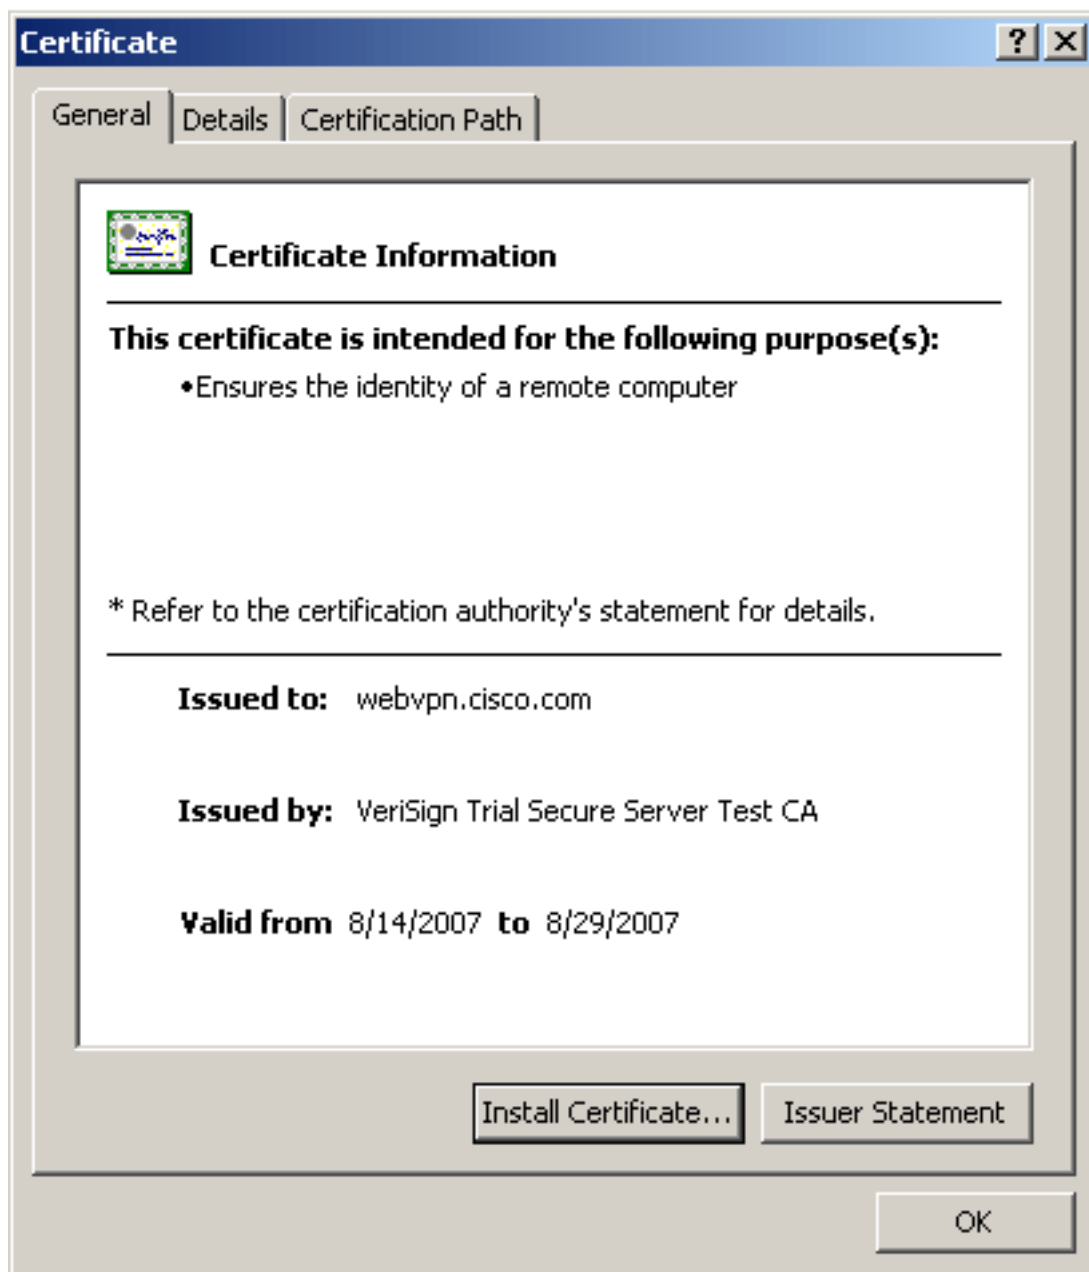 Certificate
General Details Certification Path
Certificate Information
This certificate is intended for the following purpose(s):
•Ensures the identity of a remote computer
* Refer to the certification authority's statement for details.
Issued to: webvpn.cisco.com
Issued by: VeriSign Trial Secure Server Test CA
Valid from 8/14/2007 to 8/29/2007
Install Certificate... Issuer Statement
OK